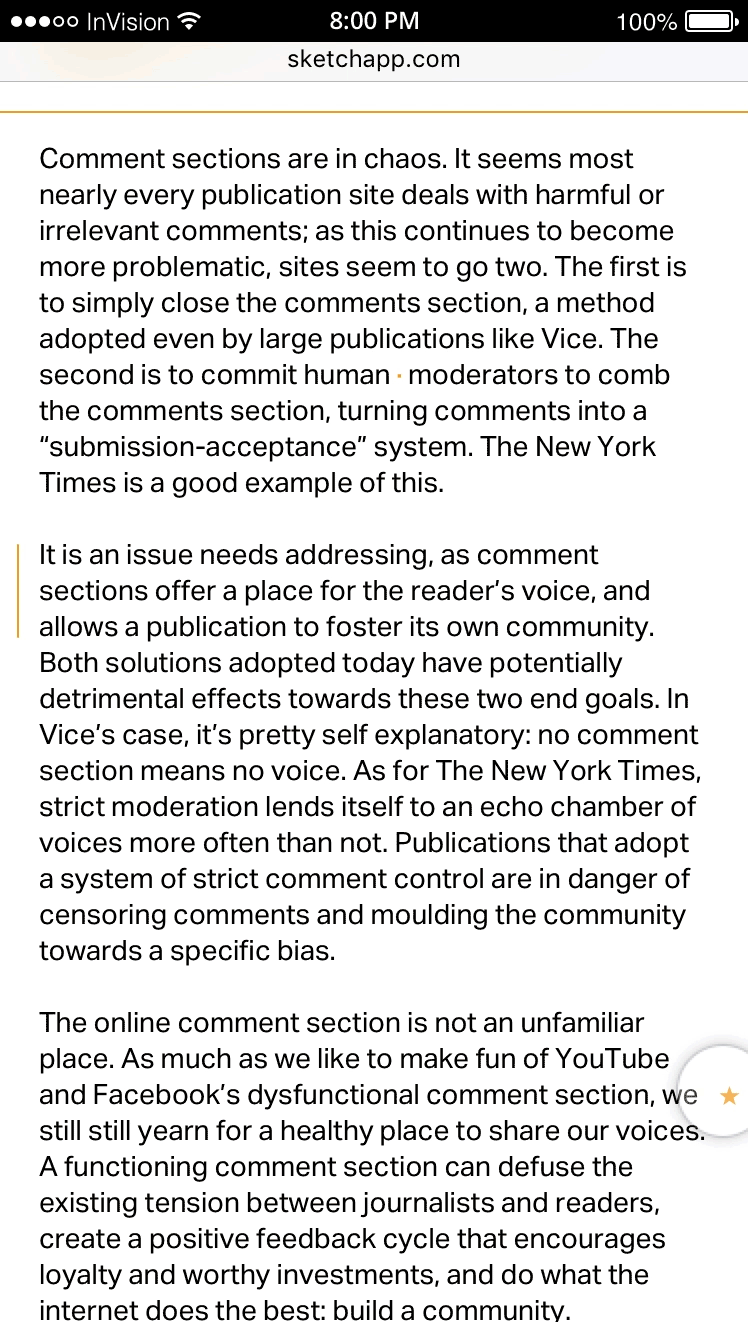 InVision 8:00 PM 100%
sketchapp.com
Comment sections are in chaos. It seems most
nearly every publication site deals with harmful or
irrelevant comments; as this continues to become
more problematic, sites seem to go two. The first is
to simply close the comments section, a method
adopted even by large publications like Vice. The
second is to commit human · moderators to comb
the comments section, turning comments into a
“submission-acceptance” system. The New York
Times is a good example of this.
It is an issue needs addressing, as comment
sections offer a place for the reader’s voice, and
allows a publication to foster its own community.
Both solutions adopted today have potentially
detrimental effects towards these two end goals. In
Vice’s case, it’s pretty self explanatory: no comment
section means no voice. As for The New York Times,
strict moderation lends itself to an echo chamber of
voices more often than not. Publications that adopt
a system of strict comment control are in danger of
censoring comments and moulding the community
towards a specific bias.
The online comment section is not an unfamiliar
place. As much as we like to make fun of YouTube
and Facebook’s dysfunctional comment section, we
still still yearn for a healthy place to share our voices.
A functioning comment section can defuse the
existing tension between journalists and readers,
create a positive feedback cycle that encourages
loyalty and worthy investments, and do what the
internet does the best: build a community.